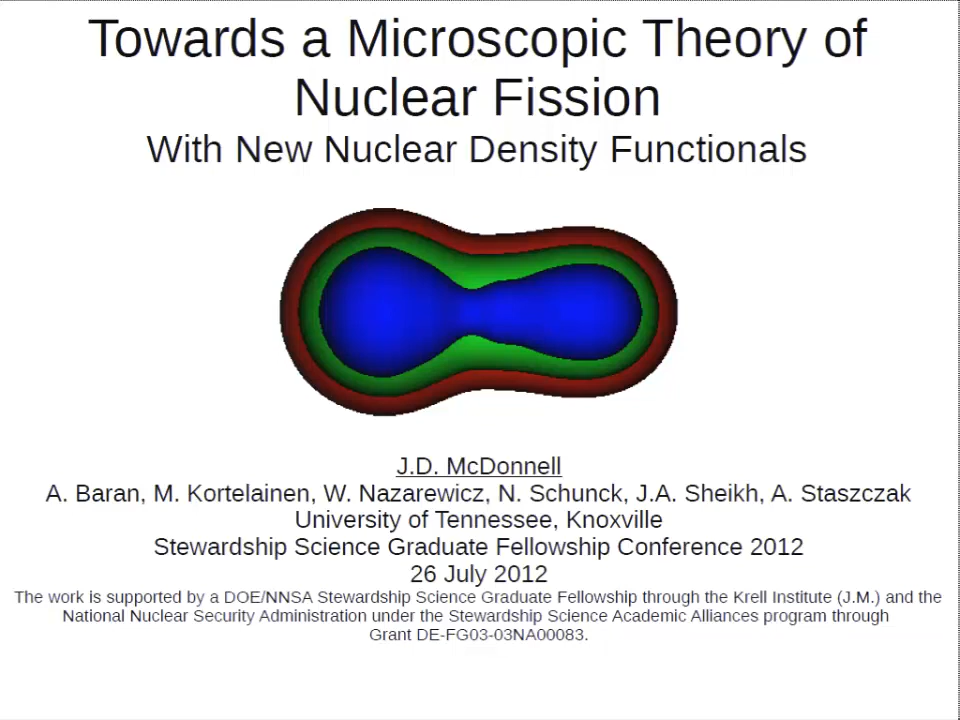 Towards a Microscopic Theory of
Nuclear Fission
With New Nuclear Density Functionals
J.D. McDonnell
A. Baran, M. Kortelainen, W. Nazarewicz, N. Schunck, J.A. Sheikh, A. Staszczak
University of Tennessee, Knoxville
Stewardship Science Graduate Fellowship Conference 2012
26 July 2012
The work is supported by a DOE/NNSA Stewardship Science Graduate Fellowship through the Krell Institute (J.M.) and the
National Nuclear Security Administration under the Stewardship Science Academic Alliances program through
Grant DE-FG03-03NA00083.